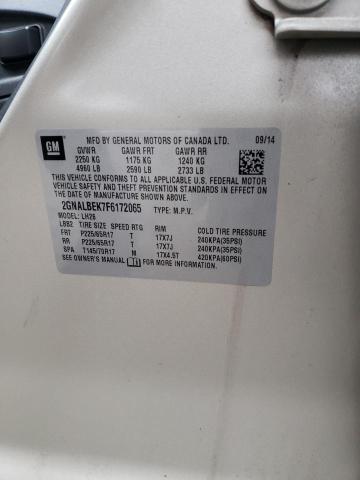 GM
MFD BY GENERAL MOTORS OF CANADA LTD. 09/14
GVWR GAWR FRT GAWR RR
2250 KG 1175 KG 1240 KG
4960 LB 2590 LB 2733 LB
THIS VEHICLE CONFORMS TO ALL APPLICABLE U.S. FEDERAL MOTOR
VEHICLE SAFETY, BUMPER, AND THEFT PREVENTION STANDARDS IN
EFFECT ON THE DATE OF MANUFACTURE SHOWN ABOVE.
2GNALBEK7F6172065 TYPE: M.P.V.
MODEL: LH26
TIRE SIZE SPEED RTG RIM COLD TIRE PRESSURE
FRT P225/65R17 T 17X7J 240KPA(35PSI)
RR P225/65R17 T 17X7J 240KPA(35PSI)
SPA T145/70R17 M 17X4.5T 420KPA(60PSI)
SEE OWNER'S MANUAL FOR MORE INFORMATION.